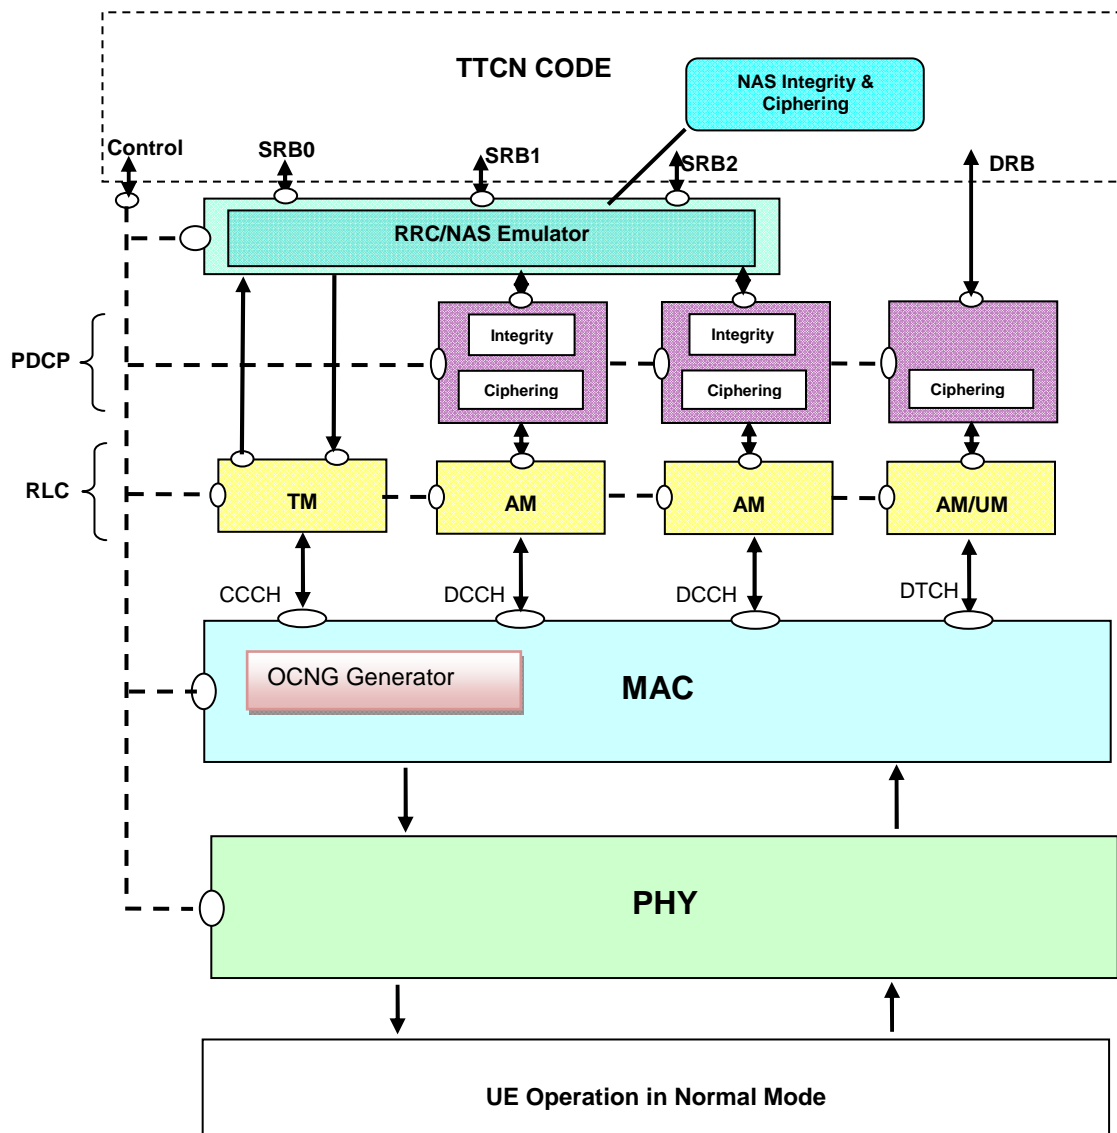 TTCN CODE
NAS Integrity &
Ciphering
Control
SRB0
SRB1
SRB2
DRB
RRC/NAS Emulator
PDCP
Integrity
Ciphering
Integrity
Ciphering
Ciphering
RLC
TM
AM
AM
AM/UM
CCCH
DCCH
DCCH
DTCH
OCNG Generator
MAC
PHY
UE Operation in Normal Mode